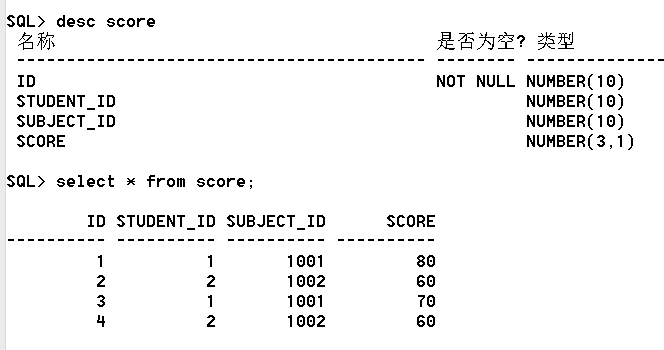 SQL> desc score
名称 是否为空? 类型
----------------------------------------- -------- --------------
ID NOT NULL NUMBER(10)
STUDENT_ID NUMBER(10)
SUBJECT_ID NUMBER(10)
SCORE NUMBER(3,1)
SQL> select * from score;
ID STUDENT_ID SUBJECT_ID SCORE
---------- ---------- ---------- ----------
1 1 1001 80
2 2 1002 60
3 1 1001 70
4 2 1002 60